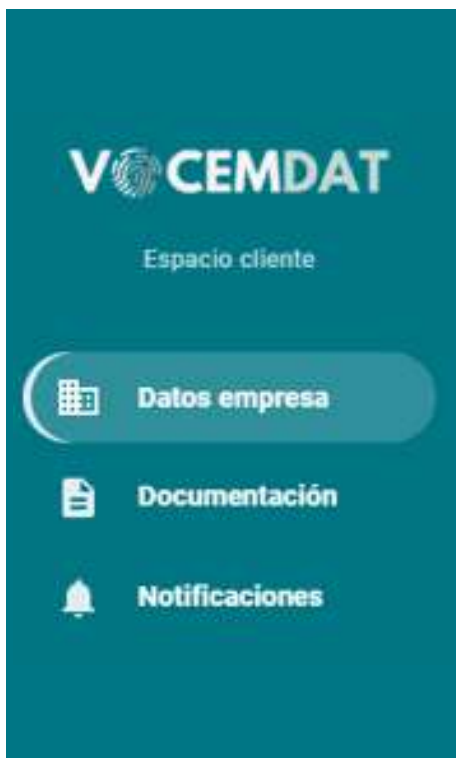 VOCEMDAT
Espacio cliente
Datos empresa
Documentación
Notificaciones